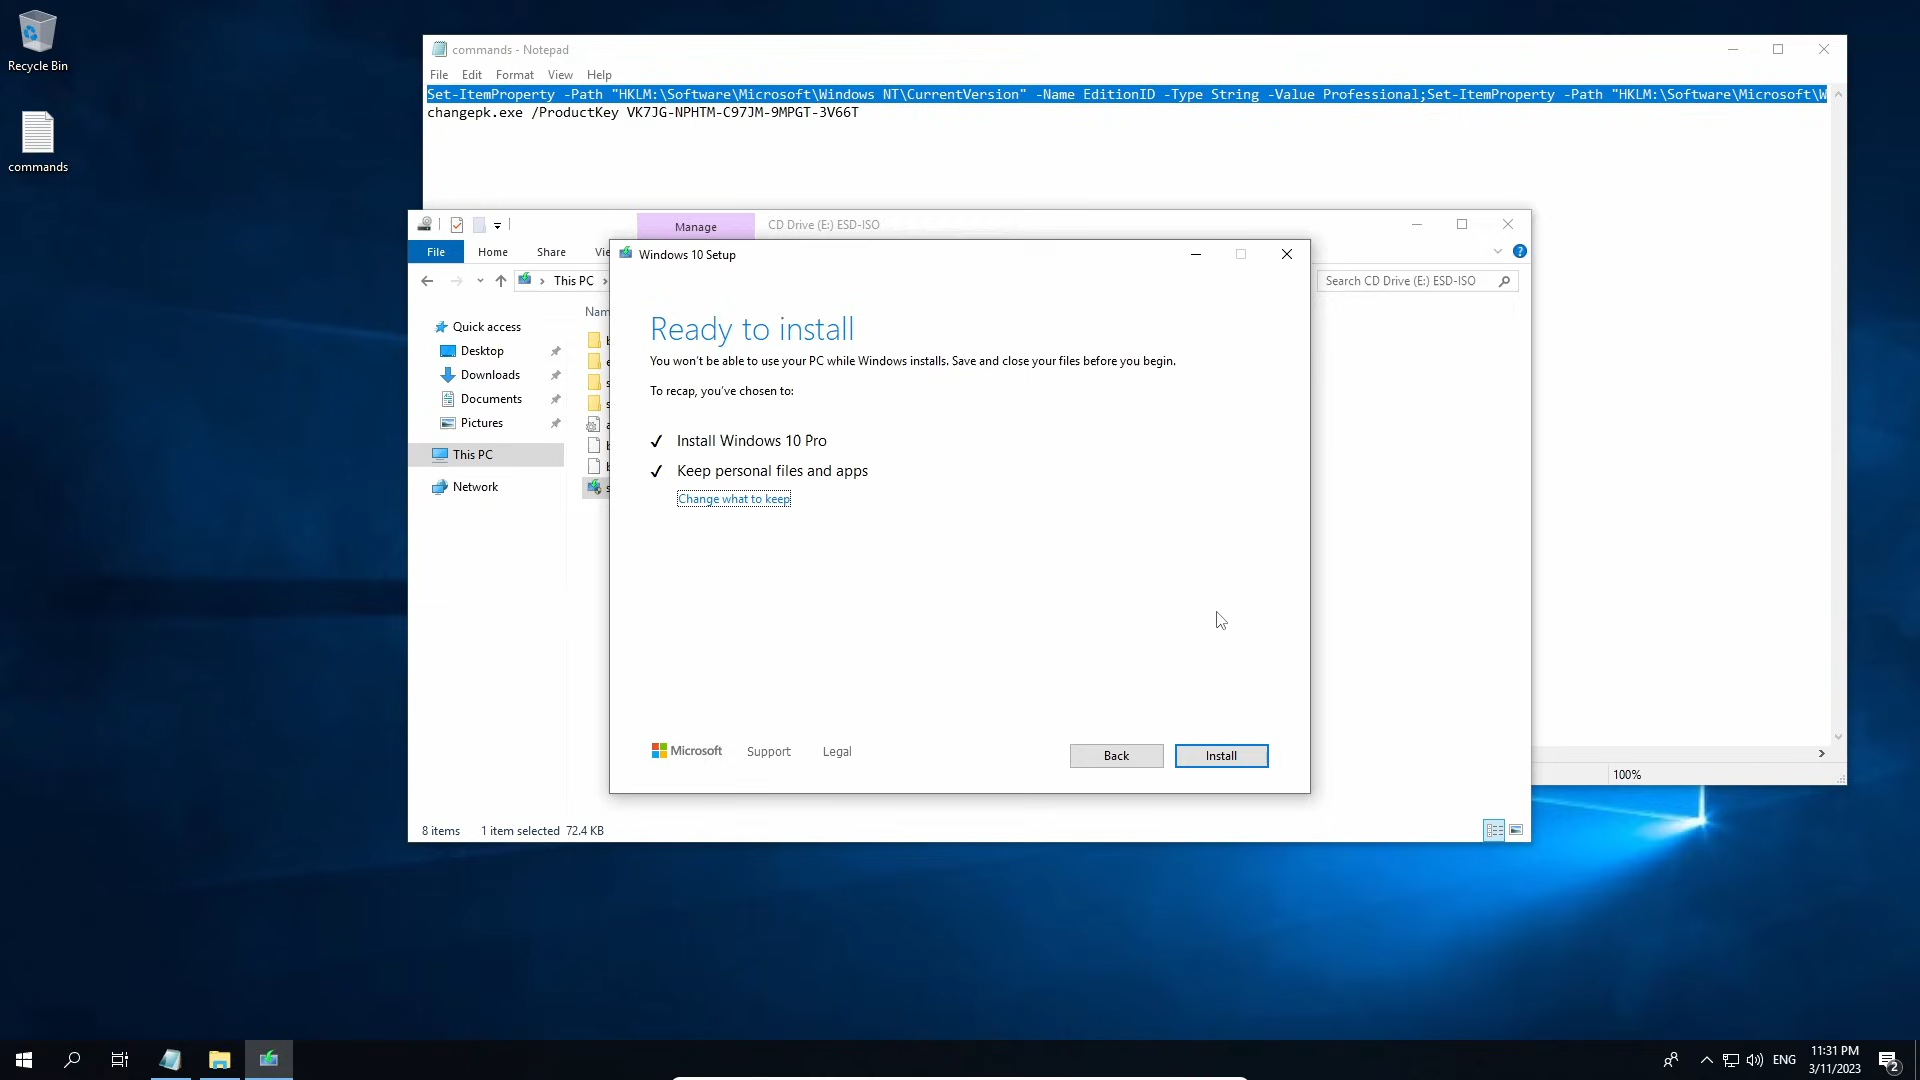 Recycle Bin
commands
commands - Notepad
File Edit Format View Help
Set-ItemProperty -Path "HKLM:\Software\Microsoft\Windows NT\CurrentVersion" -Name EditionID -Type String -Value Professional;Set-ItemProperty -Path "HKLM:\Software\Microsoft\W
changepk.exe /ProductKey VK7JG-NPHTM-C97JM-9MPGT-3V66T
100%
Manage
CD Drive (E:) ESD-ISO
File Home Share Vie
This PC
Search CD Drive (E:) ESD-ISO
Quick access
Desktop
Downloads
Documents
Pictures
This PC
Network
Nam
b
e
s
s
a
b
b
s
8 items 1 item selected 72.4 KB
Windows 10 Setup
Ready to install
You won't be able to use your PC while Windows installs. Save and close your files before you begin.
To recap, you've chosen to:
Install Windows 10 Pro
Keep personal files and apps
Change what to keep
Microsoft Support Legal
Back
Install
ENG
11:31 PM
3/11/2023
2